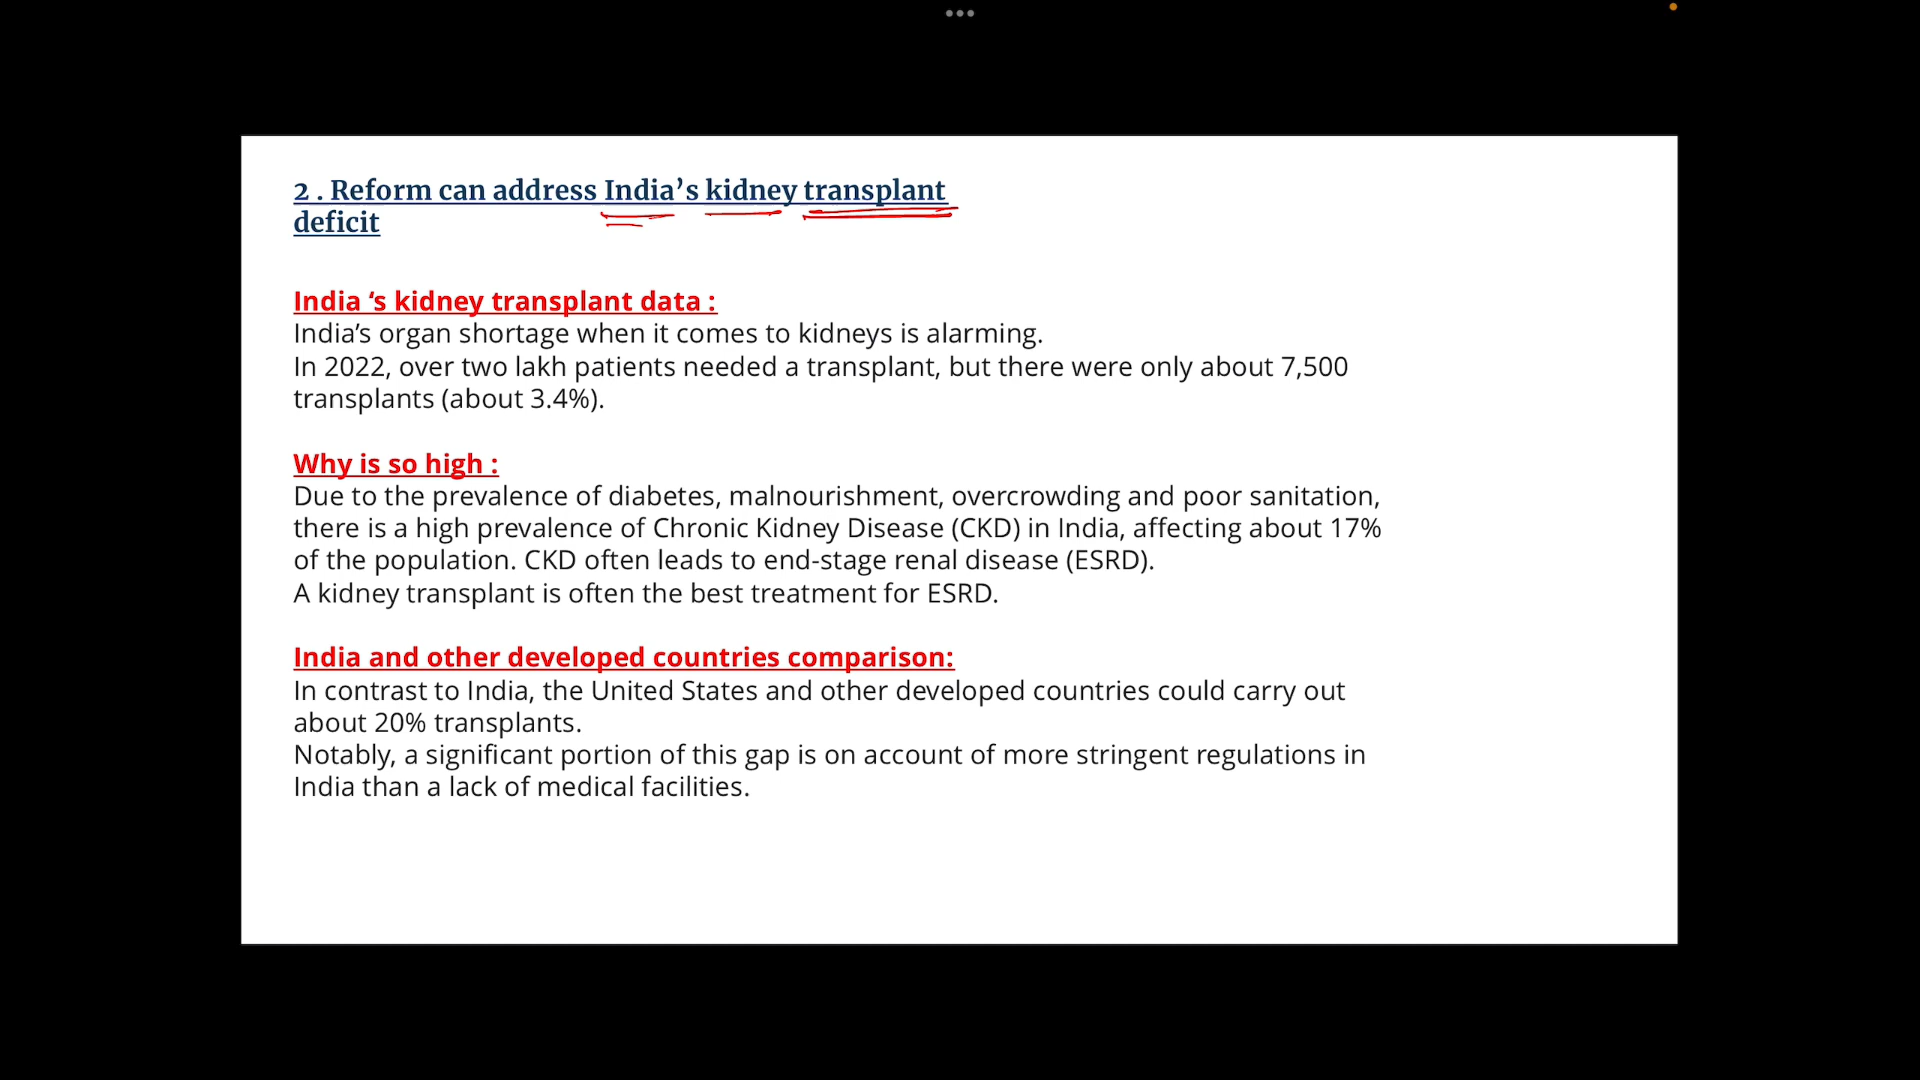 2 . Reform can address India’s kidney transplant
deficit
India ‘s kidney transplant data :
India’s organ shortage when it comes to kidneys is alarming.
In 2022, over two lakh patients needed a transplant, but there were only about 7,500
transplants (about 3.4%).
Why is so high :
Due to the prevalence of diabetes, malnourishment, overcrowding and poor sanitation,
there is a high prevalence of Chronic Kidney Disease (CKD) in India, affecting about 17%
of the population. CKD often leads to end-stage renal disease (ESRD).
A kidney transplant is often the best treatment for ESRD.
India and other developed countries comparison:
In contrast to India, the United States and other developed countries could carry out
about 20% transplants.
Notably, a significant portion of this gap is on account of more stringent regulations in
India than a lack of medical facilities.